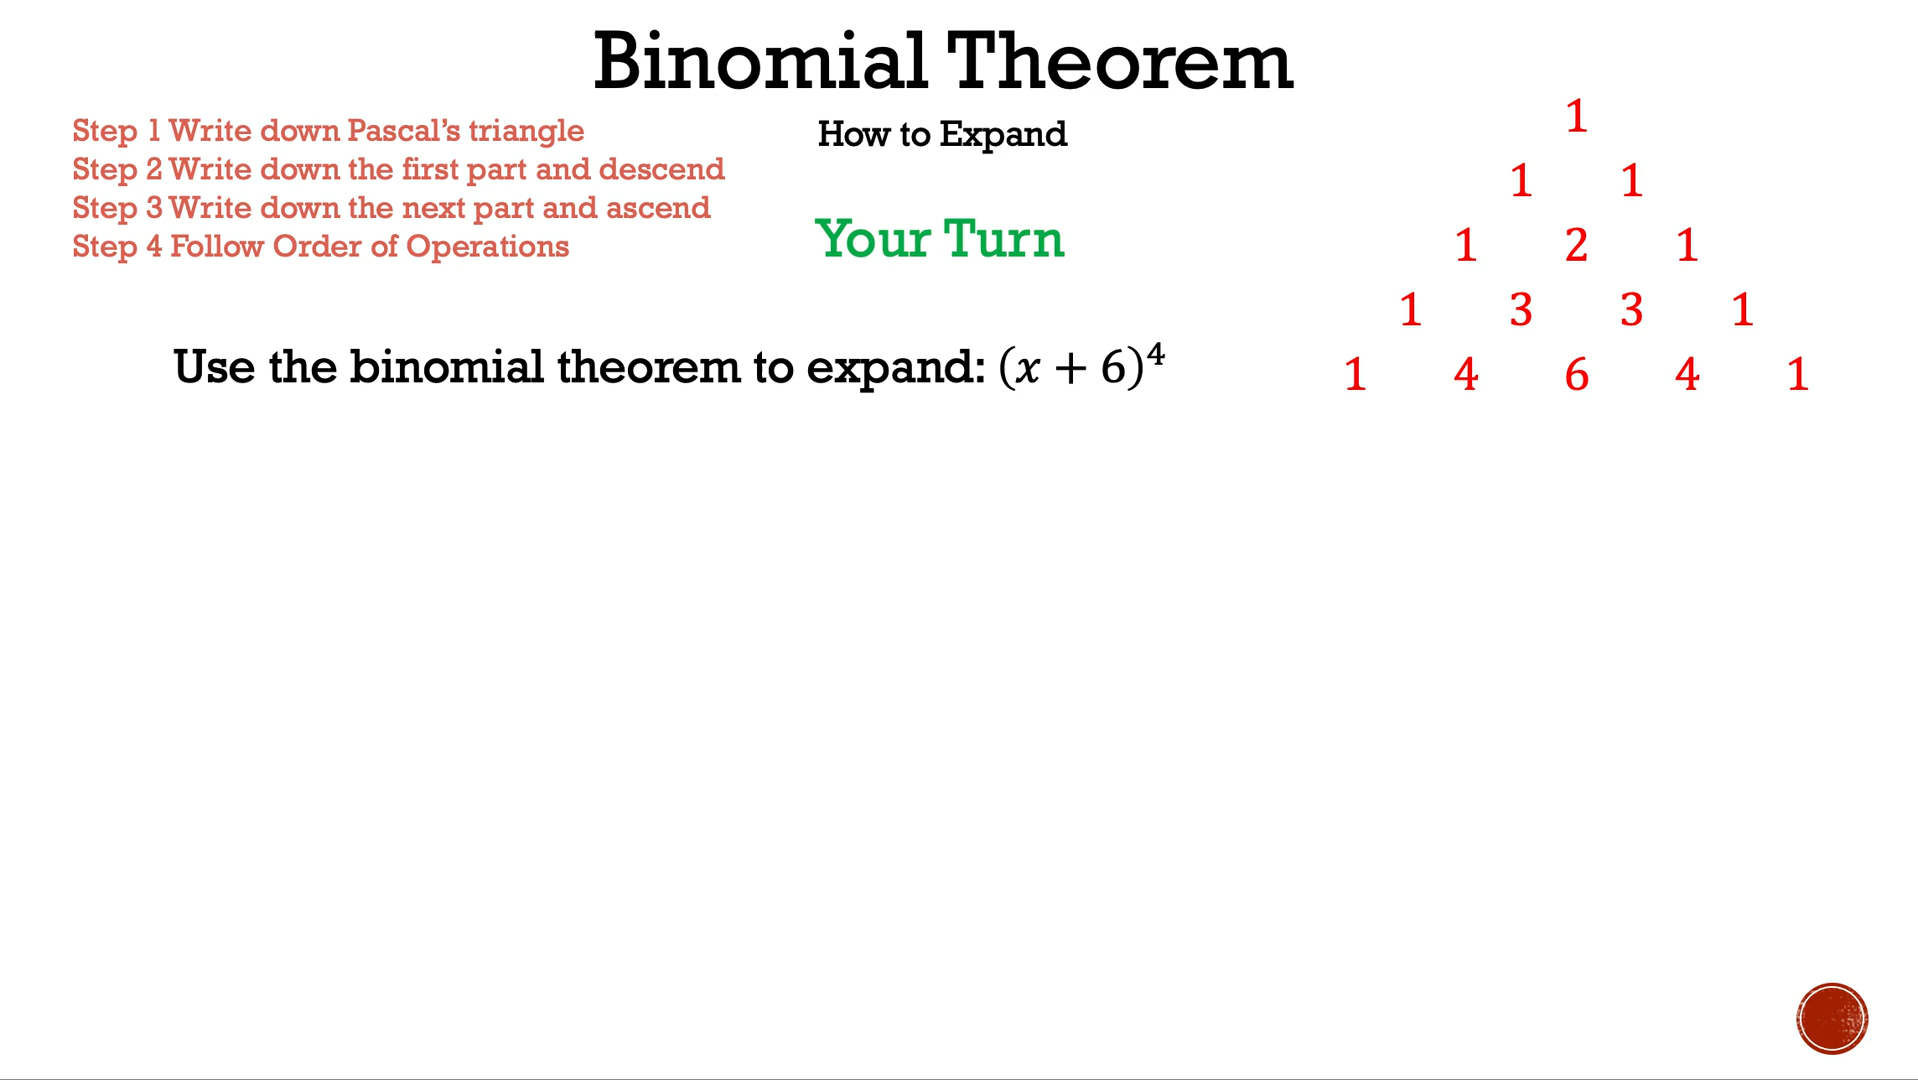 Binomial Theorem
Step 1 Write down Pascal's triangle
Step 2 Write down the first part and descend
Step 3 Write down the next part and ascend
Step 4 Follow Order of Operations
How to Expand
Your Turn
Use the binomial theorem to expand: $(x + 6)^4$
1
1 1
1 2 1
1 3 3 1
1 4 6 4 1